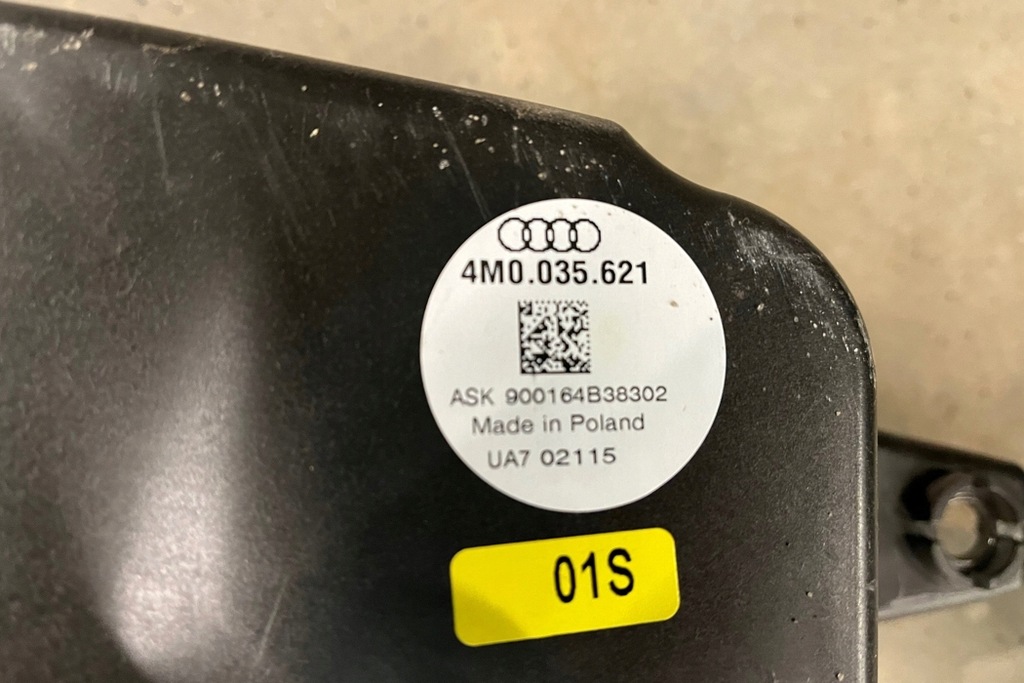 4M0.035.621
ASK 900164B38302
Made in Poland
UA7 02115
01S